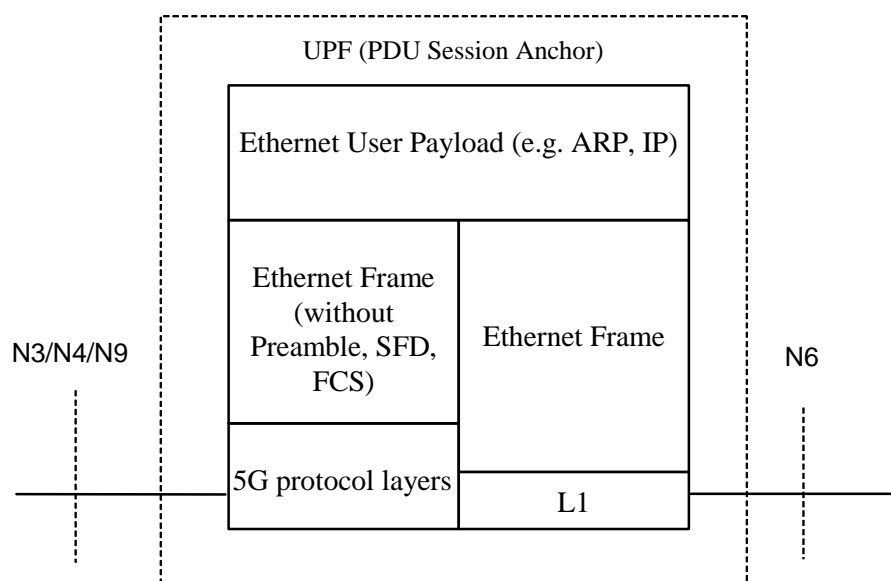 UPF (PDU Session Anchor)
Ethernet User Payload (e.g. ARP, IP)
Ethernet Frame
(without
Preamble, SFD,
FCS)
Ethernet Frame
N3/N4/N9
N6
5G protocol layers
L1